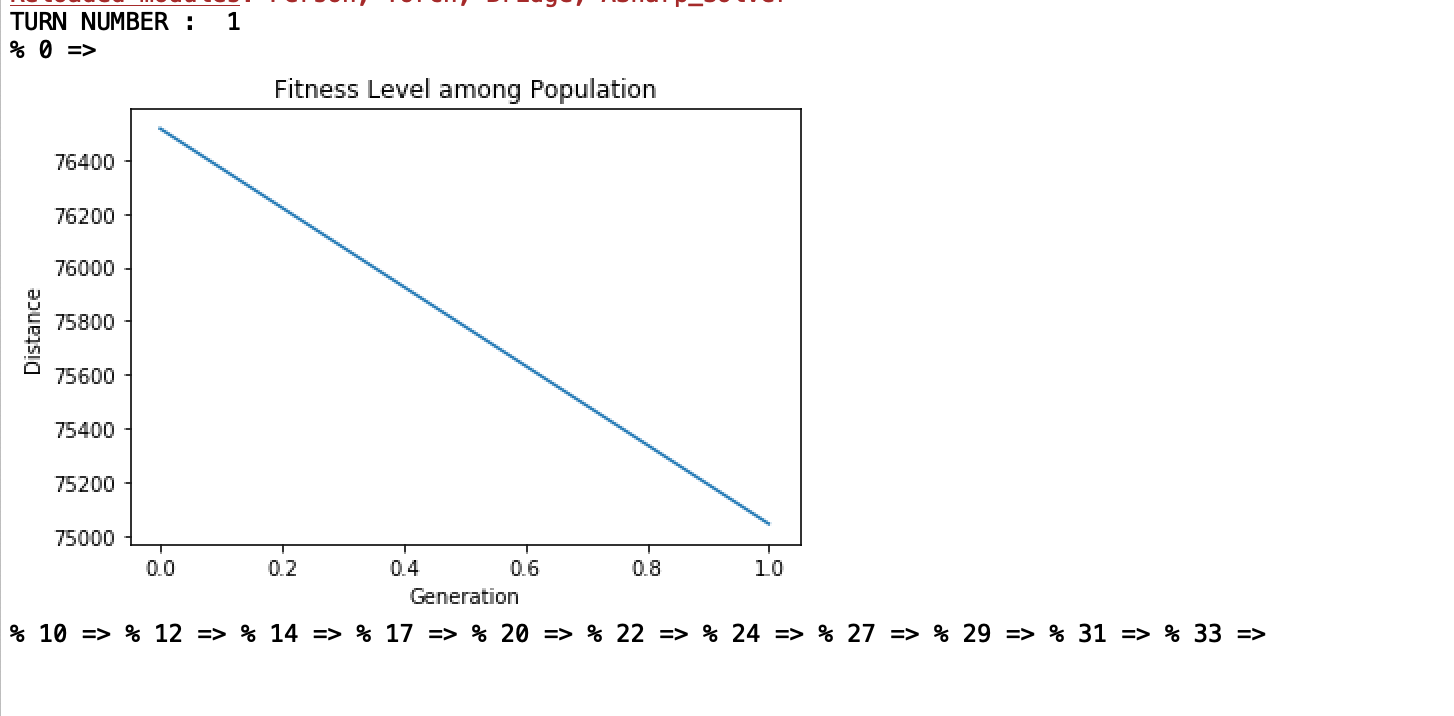 TURN NUMBER :  1
% 0 =>
Fitness Level among Population
76400
76200
76000
75800
75600
75400
75200
75000
Distance
0.0 0.2 0.4 0.6 0.8 1.0
Generation
% 10 => % 12 => % 14 => % 17 => % 20 => % 22 => % 24 => % 27 => % 29 => % 31 => % 33 =>